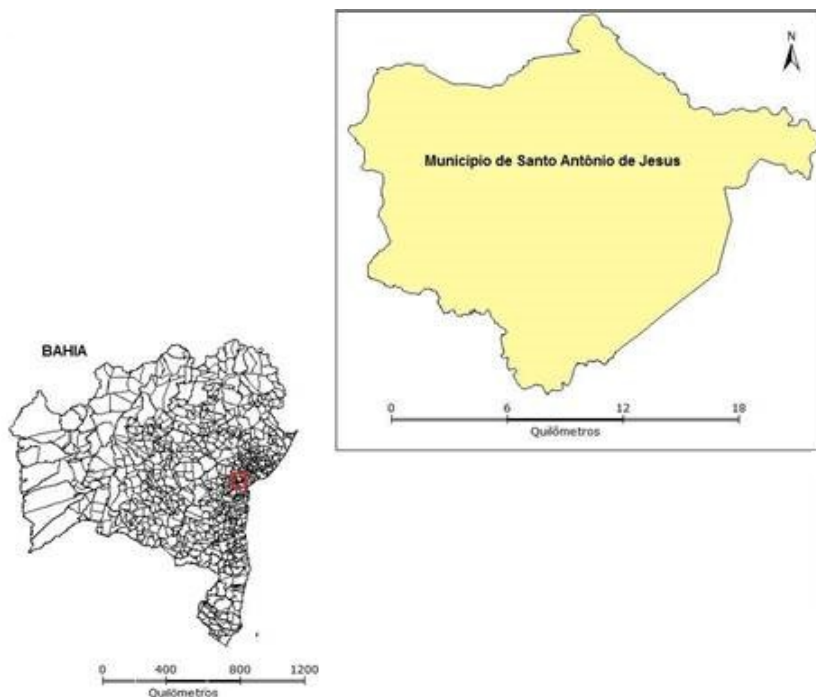 N
Município de Santo Antônio de Jesus
0 6 12 18
Quilômetros
BAHIA
0 400 800 1200
Quilômetros